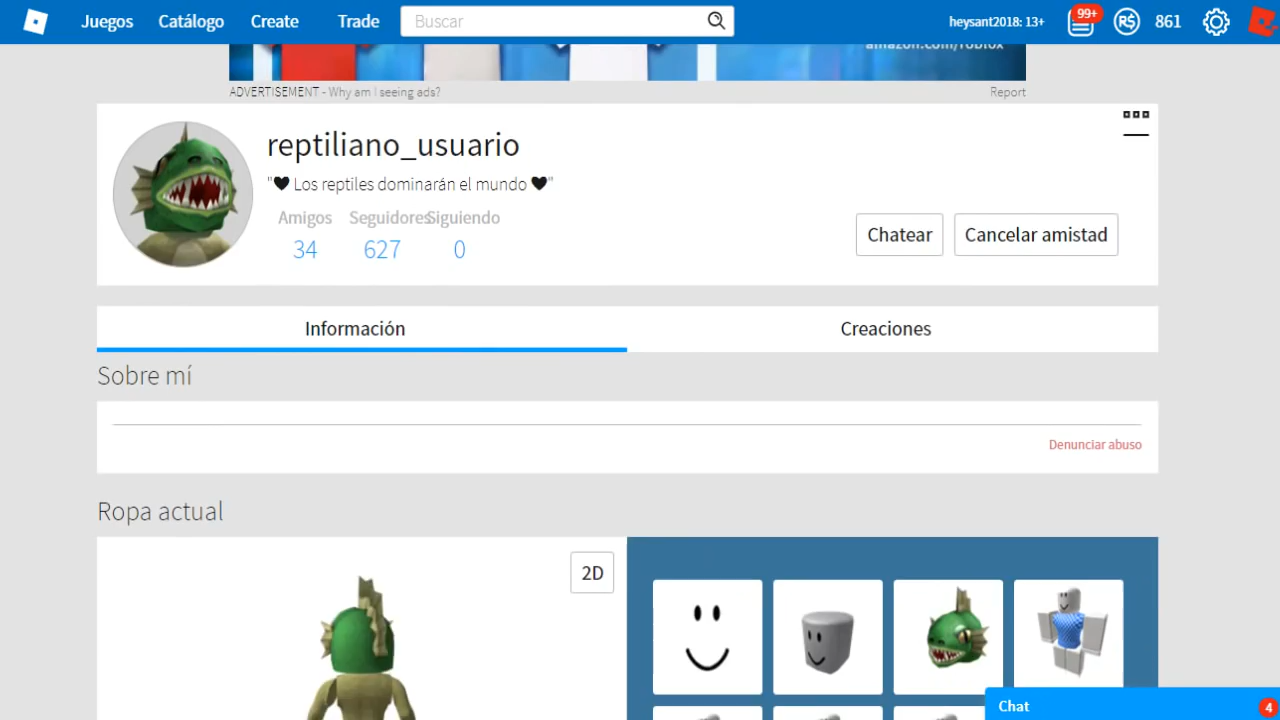 Juegos Catálogo Create Trade Buscar heysant2018: 13+ 99+ R$ 861
amazon.com/roblox
ADVERTISEMENT - Why am I seeing ads? Report
reptiliano_usuario
"🖤 Los reptiles dominarán el mundo 🖤"
Amigos Seguidores Siguiendo
34 627 0
Chatear Cancelar amistad
Información Creaciones
Sobre mí
Denunciar abuso
Ropa actual
2D
Chat 4